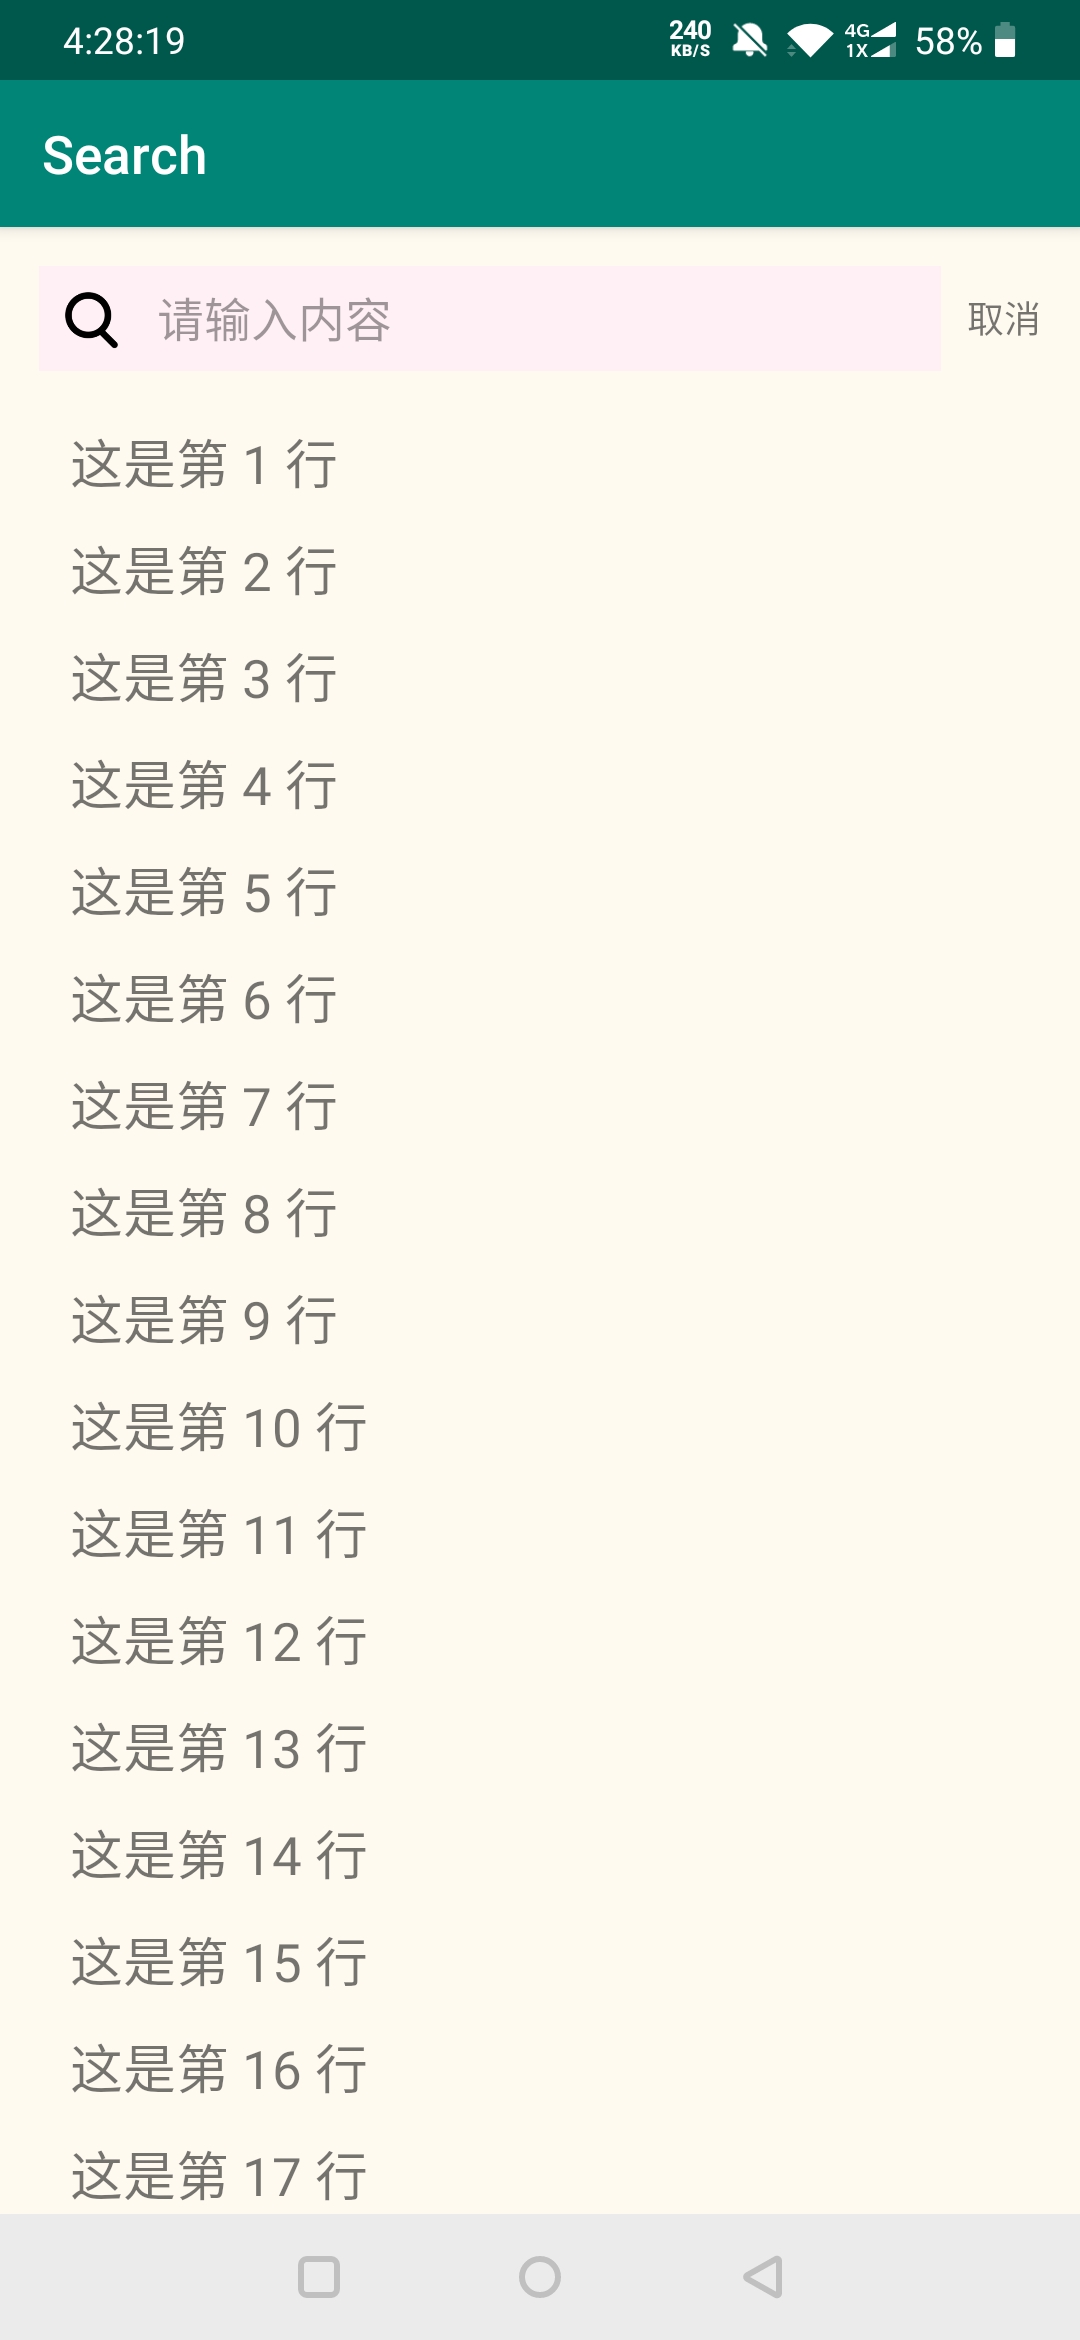 4:28:19
240
KB/S
4G
1X
58%
Search
请输入内容
取消
这是第 1 行
这是第 2 行
这是第 3 行
这是第 4 行
这是第 5 行
这是第 6 行
这是第 7 行
这是第 8 行
这是第 9 行
这是第 10 行
这是第 11 行
这是第 12 行
这是第 13 行
这是第 14 行
这是第 15 行
这是第 16 行
这是第 17 行